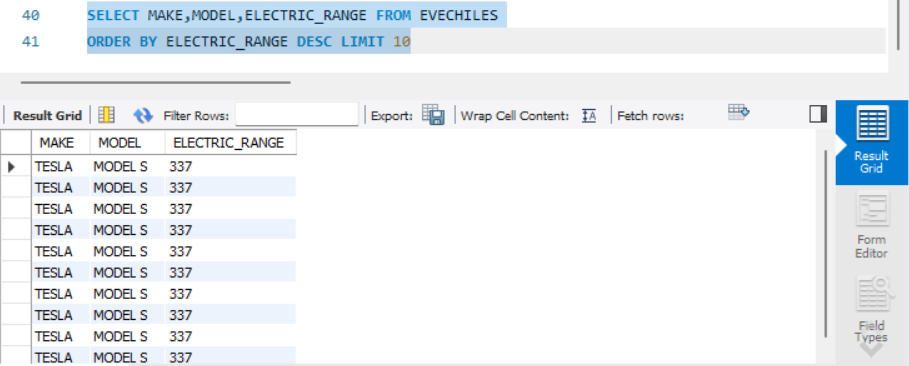 40 SELECT MAKE,MODEL,ELECTRIC_RANGE FROM EVECHILES
41 ORDER BY ELECTRIC_RANGE DESC LIMIT 10
Result Grid Filter Rows: Export: Wrap Cell Content: IA Fetch rows:
MAKE MODEL ELECTRIC_RANGE
TESLA MODEL S 337
TESLA MODEL S 337
TESLA MODEL S 337
TESLA MODEL S 337
TESLA MODEL S 337
TESLA MODEL S 337
TESLA MODEL S 337
TESLA MODEL S 337
TESLA MODEL S 337
TESLA MODEL S 337
Result
Grid
Form
Editor
Field
Types